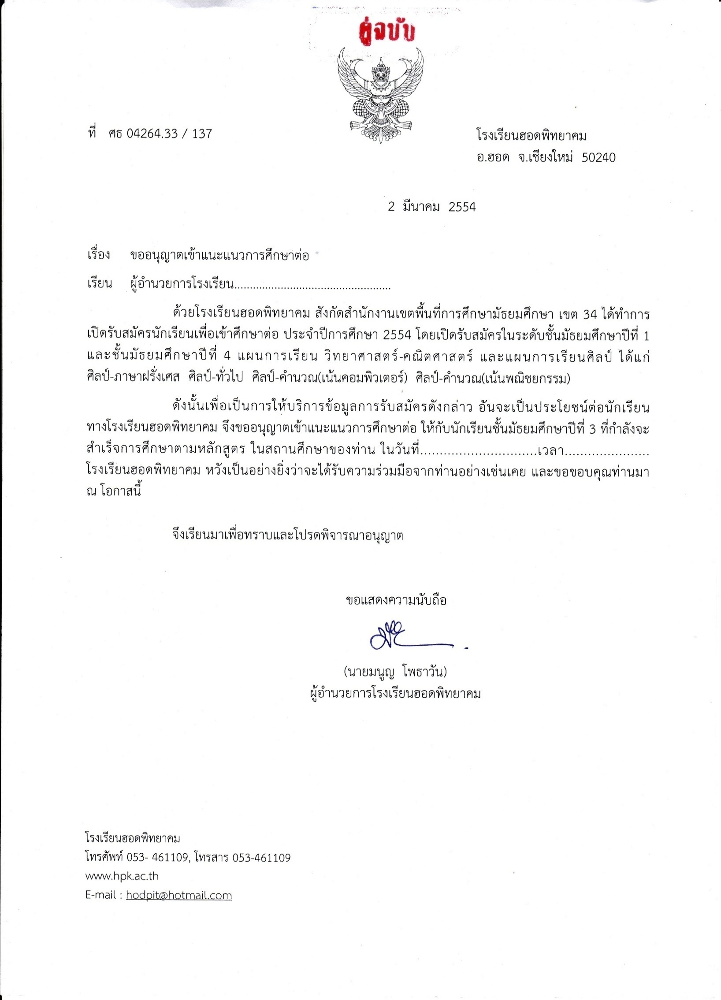 คู่ฉบับ
ที่ ศธ 04264.33 / 137
โรงเรียนฮอดพิทยาคม
อ.ฮอด จ.เชียงใหม่ 50240
2 มีนาคม 2554
เรื่อง ขออนุญาตเข้าแนะแนวการศึกษาต่อ
เรียน ผู้อำนวยการโรงเรียน...................................................
ด้วยโรงเรียนฮอดพิทยาคม สังกัดสำนักงานเขตพื้นที่การศึกษามัธยมศึกษา เขต 34 ได้ทำการ
เปิดรับสมัครนักเรียนเพื่อเข้าศึกษาต่อ ประจำปีการศึกษา 2554 โดยเปิดรับสมัครในระดับชั้นมัธยมศึกษาปีที่ 1
และชั้นมัธยมศึกษาปีที่ 4 แผนการเรียน วิทยาศาสตร์-คณิตศาสตร์ และแผนการเรียนศิลป์ ได้แก่
ศิลป์-ภาษาฝรั่งเศส ศิลป์-ทั่วไป ศิลป์-คำนวณ(เน้นคอมพิวเตอร์) ศิลป์-คำนวณ(เน้นพณิชยกรรม)
ดังนั้นเพื่อเป็นการให้บริการข้อมูลการรับสมัครดังกล่าว อันจะเป็นประโยชน์ต่อนักเรียน
ทางโรงเรียนฮอดพิทยาคม จึงขออนุญาตเข้าแนะแนวการศึกษาต่อ ให้กับนักเรียนชั้นมัธยมศึกษาปีที่ 3 ที่กำลังจะ
สำเร็จการศึกษาตามหลักสูตร ในสถานศึกษาของท่าน ในวันที่...............................เวลา.......................
โรงเรียนฮอดพิทยาคม หวังเป็นอย่างยิ่งว่าจะได้รับความร่วมมือจากท่านอย่างเช่นเคย และขอขอบคุณท่านมา
ณ โอกาสนี้
จึงเรียนมาเพื่อทราบและโปรดพิจารณาอนุญาต
ขอแสดงความนับถือ
(นายมนูญ โพธาวัน)
ผู้อำนวยการโรงเรียนฮอดพิทยาคม
โรงเรียนฮอดพิทยาคม
โทรศัพท์ 053- 461109, โทรสาร 053-461109
www.hpk.ac.th
E-mail : hodpit@hotmail.com